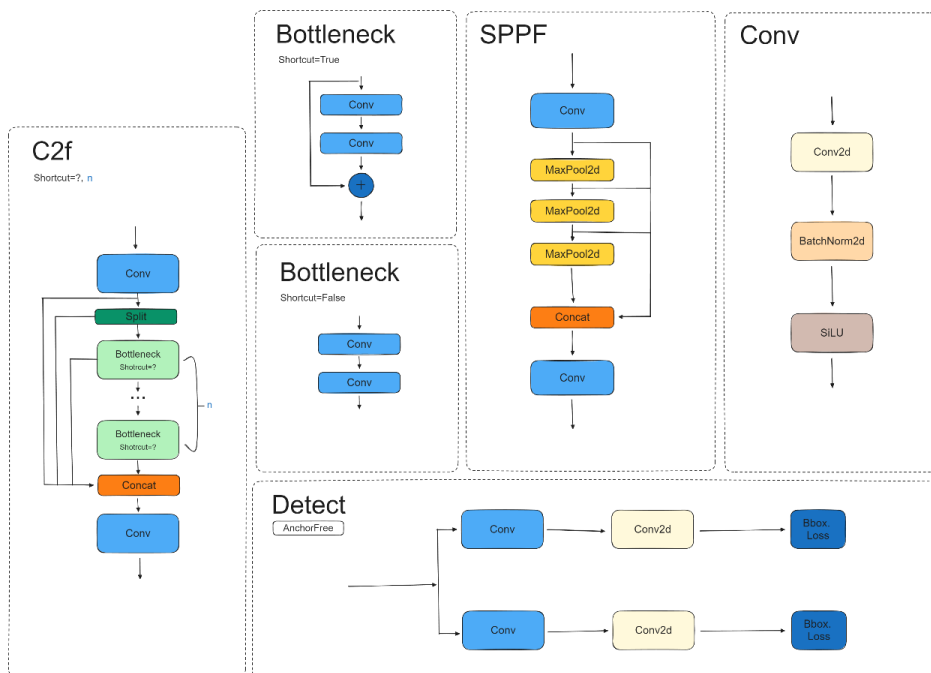 C2f
Shortcut=?, n
Conv
Split
Bottleneck
Shotrcut=?
...
n
Bottleneck
Shotrcut=?
Concat
Conv
Bottleneck
Shortcut=True
Conv
Conv
+
Bottleneck
Shortcut=False
Conv
Conv
SPPF
Conv
MaxPool2d
MaxPool2d
MaxPool2d
Concat
Conv
Conv
Conv2d
BatchNorm2d
SiLU
Detect
AnchorFree
Conv
Conv2d
Bbox.
Loss
Conv
Conv2d
Bbox.
Loss